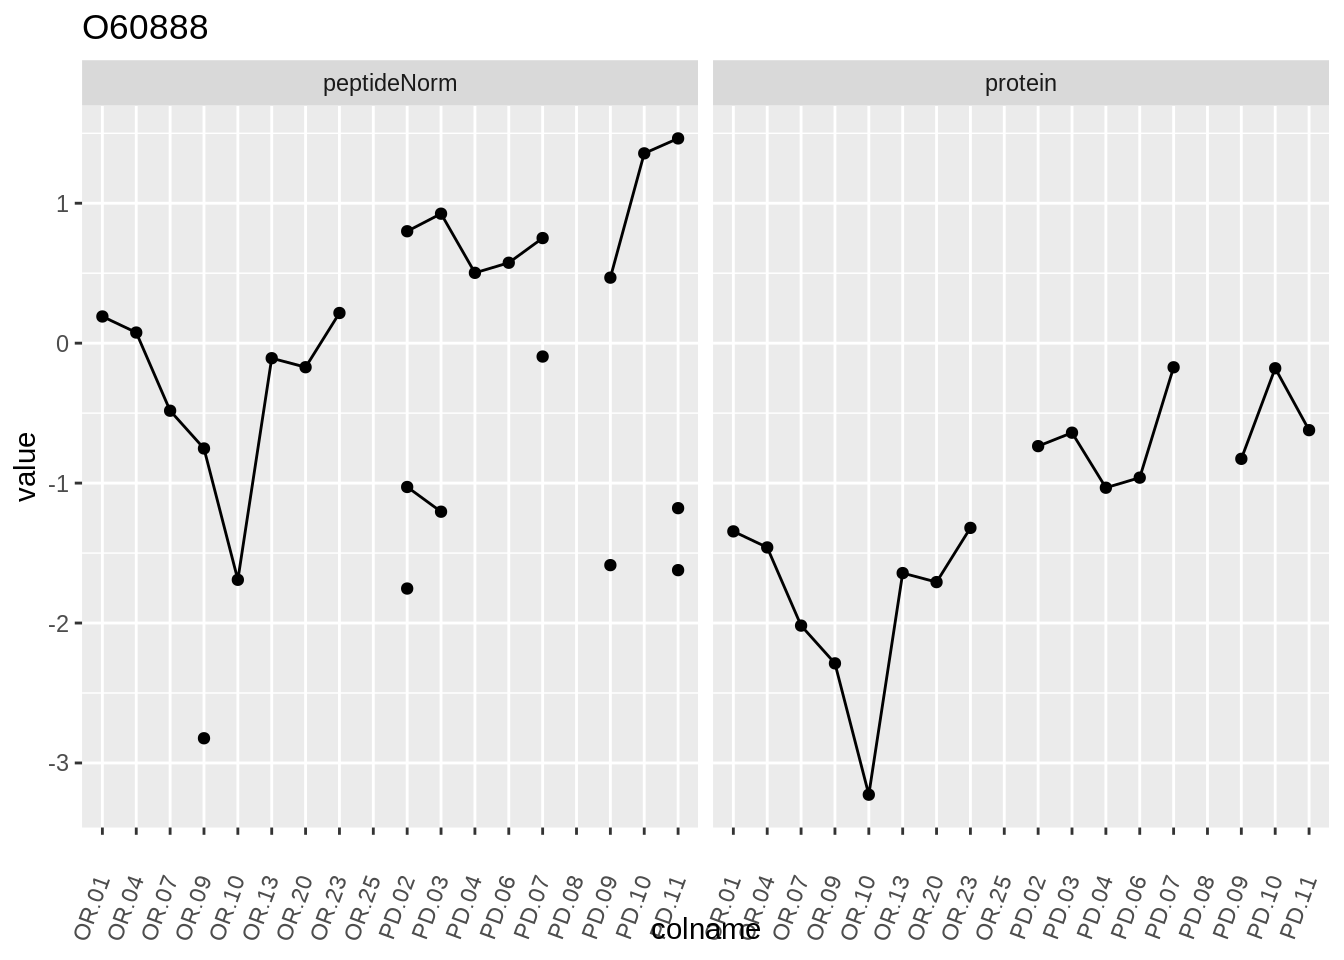 O60888
peptideNorm
protein
value
1
0
-1
-2
-3
OR.01 OR.04 OR.07 OR.09 OR.10 OR.13 OR.20 OR.23 OR.25 PD.02 PD.03 PD.04 PD.06 PD.07 PD.08 PD.09 PD.10 PD.11
OR.01 OR.04 OR.07 OR.09 OR.10 OR.13 OR.20 OR.23 OR.25 PD.02 PD.03 PD.04 PD.06 PD.07 PD.08 PD.09 PD.10 PD.11
colname